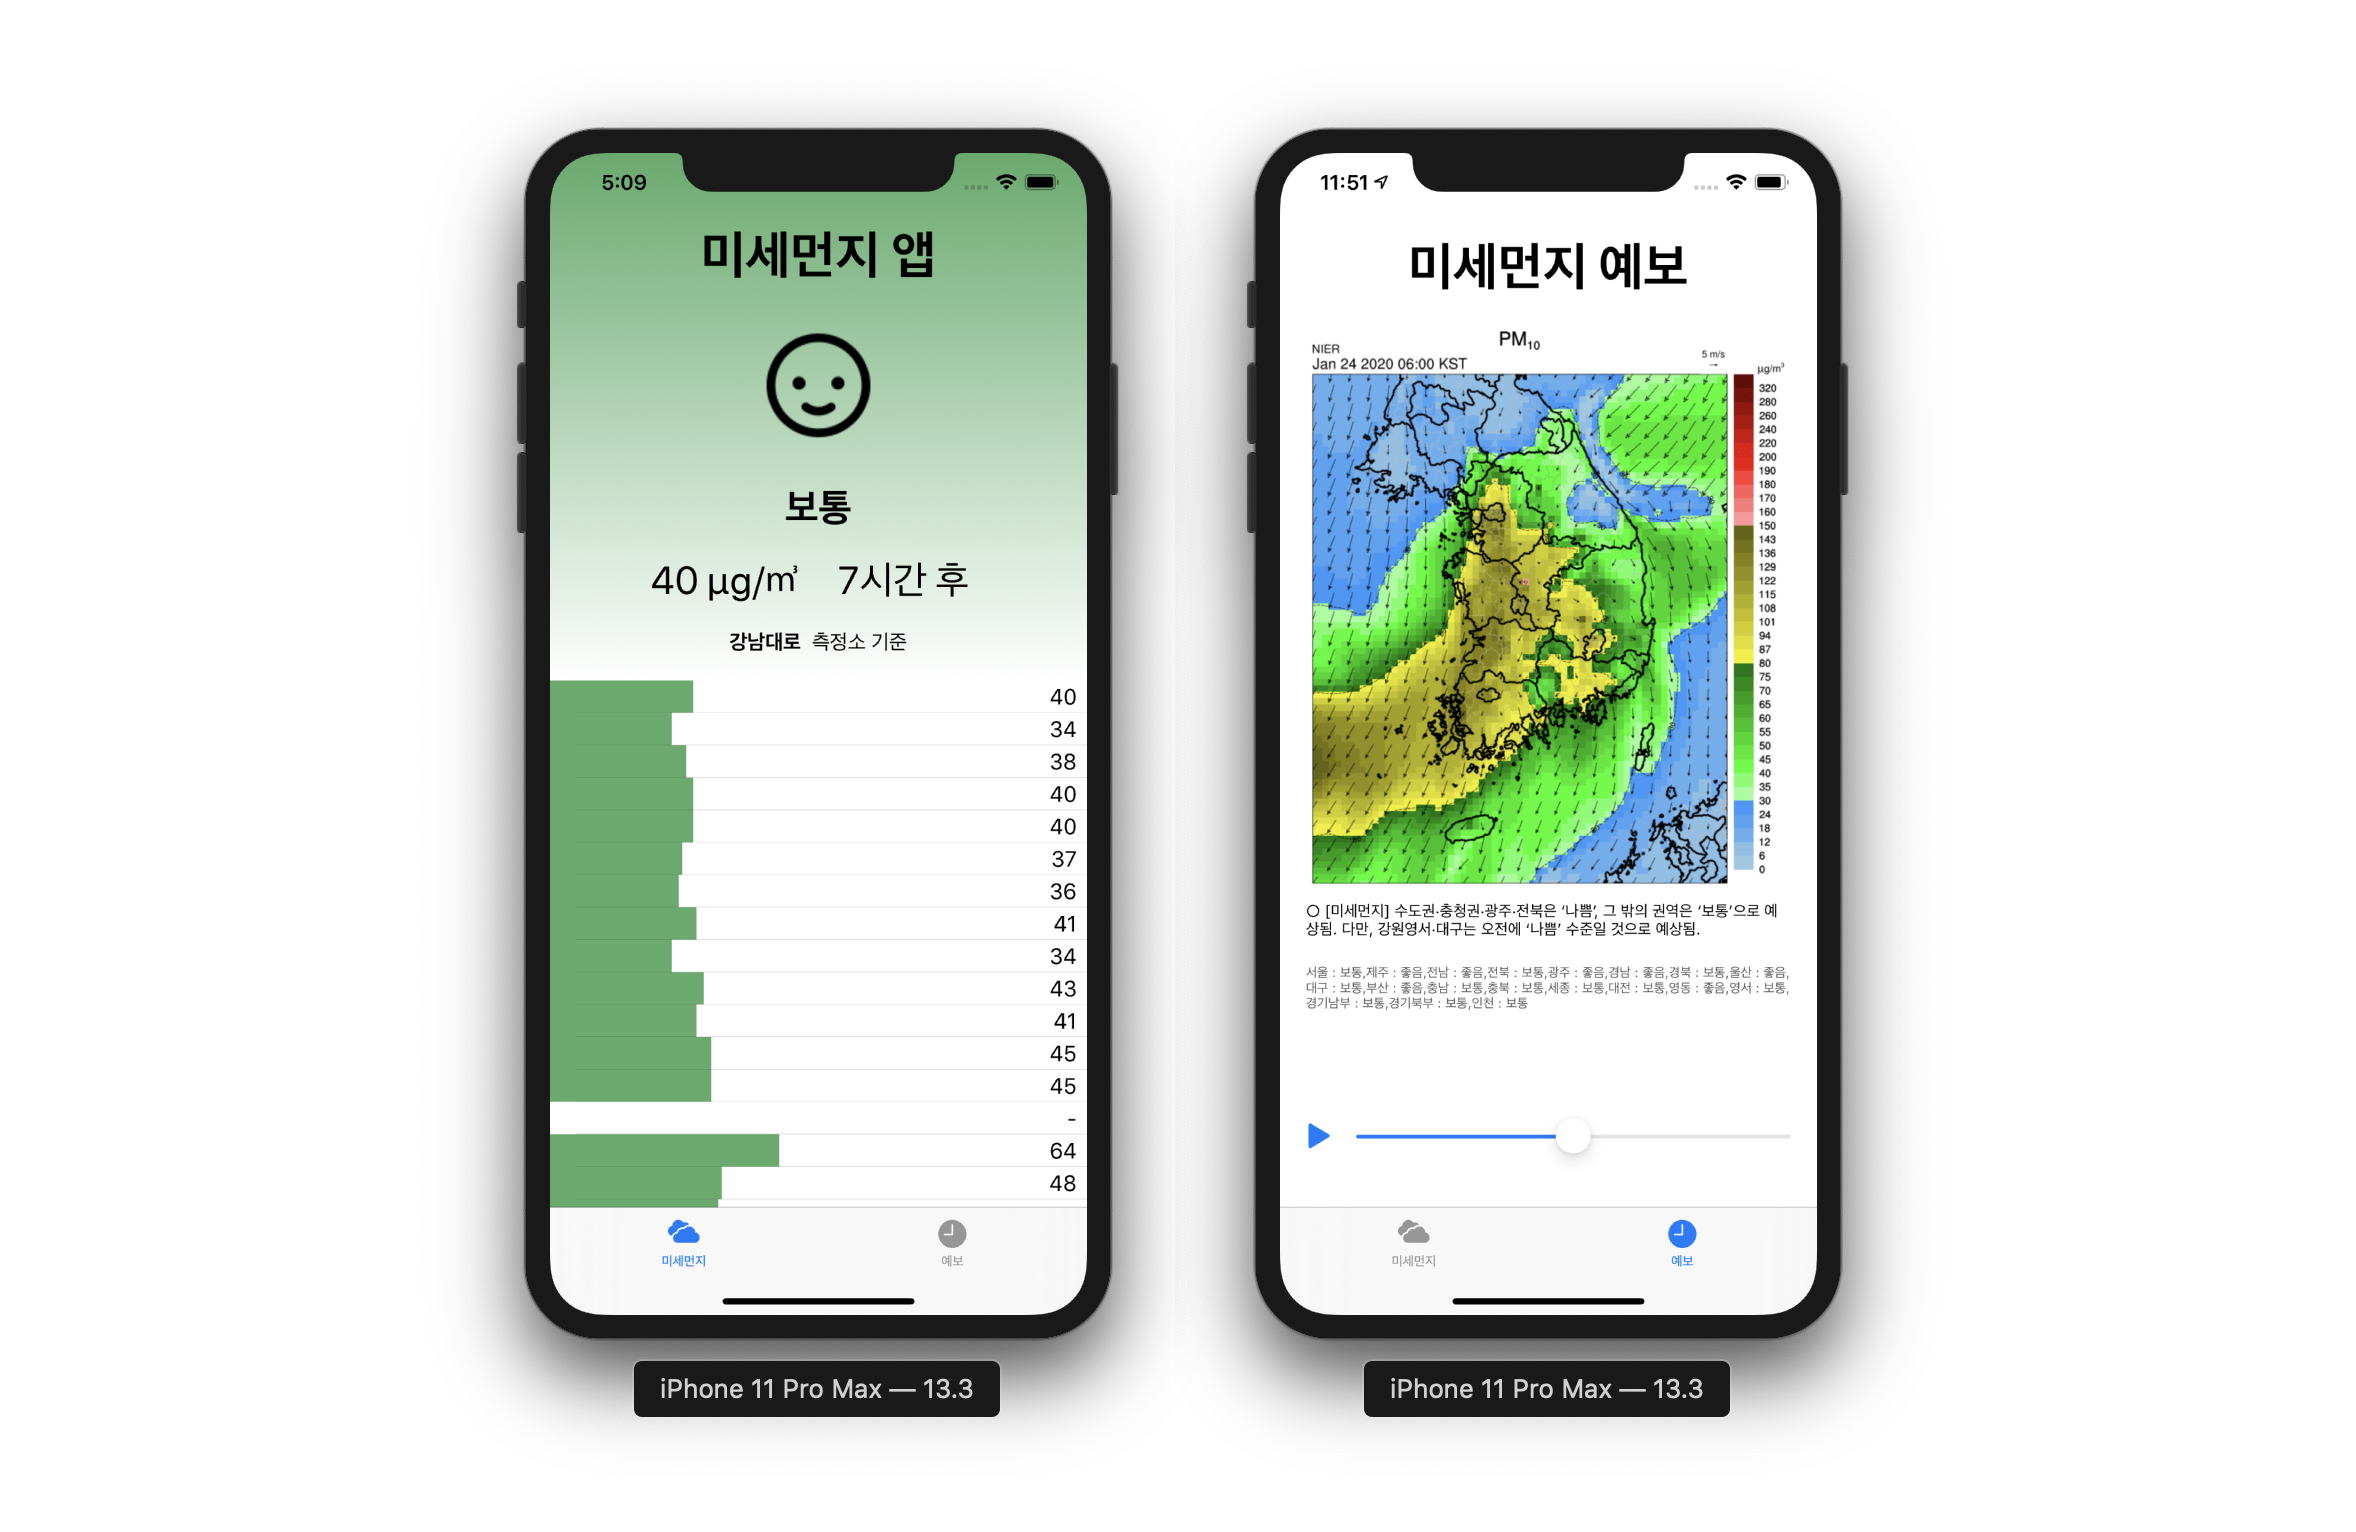 5:09
미세먼지 앱
보통
40 μg/㎥ 7시간 후
강남대로 측정소 기준
40
34
38
40
40
37
36
41
34
43
41
45
45
-
64
48
미세먼지
예보
iPhone 11 Pro Max — 13.3
11:51
미세먼지 예보
PM10
NIER
Jan 24 2020 06:00 KST
5 m/s
μg/m³
320
280
260
240
220
200
190
180
170
160
150
143
136
129
122
115
108
101
94
87
80
75
70
65
60
55
50
45
40
35
30
24
18
12
6
0
○ [미세먼지] 수도권·충청권·광주·전북은 ‘나쁨’, 그 밖의 권역은 ‘보통’으로 예
상됨. 다만, 강원영서·대구는 오전에 ‘나쁨’ 수준일 것으로 예상됨.
서울 : 보통,제주 : 좋음,전남 : 좋음,전북 : 보통,광주 : 좋음,경남 : 좋음,경북 : 보통,울산 : 좋음,
대구 : 보통,부산 : 좋음,충남 : 보통,충북 : 보통,세종 : 보통,대전 : 보통,영동 : 좋음,영서 : 보통,
경기남부 : 보통,경기북부 : 보통,인천 : 보통
미세먼지
예보
iPhone 11 Pro Max — 13.3